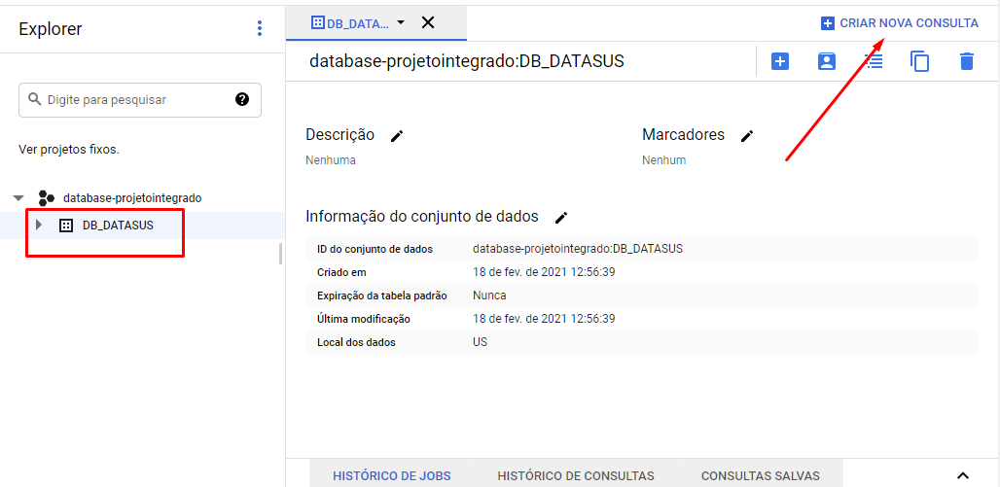 Explorer
DB_DATA...
CRIAR NOVA CONSULTA
database-projetointegrado:DB_DATASUS
Digite para pesquisar
Ver projetos fixos.
database-projetointegrado
DB_DATASUS
Descrição
Marcadores
Nenhuma
Nenhum
Informação do conjunto de dados
ID do conjunto de dados database-projetointegrado:DB_DATASUS
Criado em 18 de fev. de 2021 12:56:39
Expiração da tabela padrão Nunca
Última modificação 18 de fev. de 2021 12:56:39
Local dos dados US
HISTÓRICO DE JOBS
HISTÓRICO DE CONSULTAS
CONSULTAS SALVAS